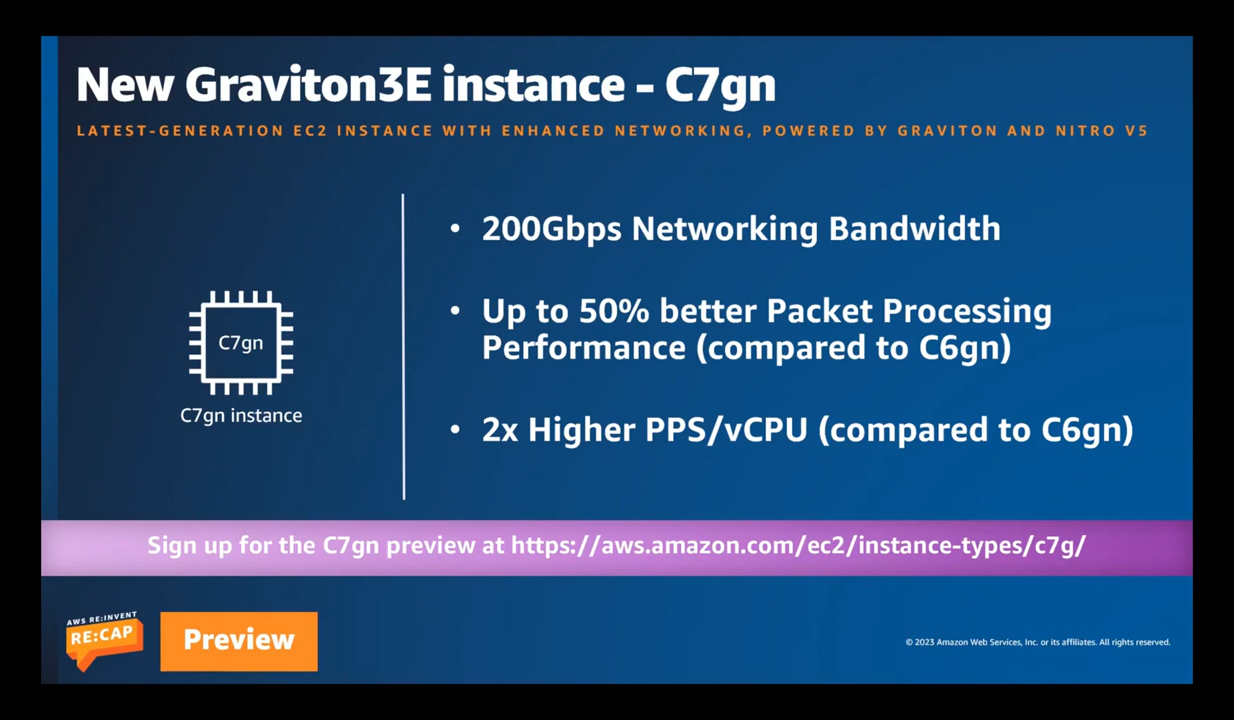 New Graviton3E instance - C7gn
LATEST-GENERATION EC2 INSTANCE WITH ENHANCED NETWORKING, POWERED BY GRAVITON AND NITRO V5
• 200Gbps Networking Bandwidth
• Up to 50% better Packet Processing
Performance (compared to C6gn)
• 2x Higher PPS/vCPU (compared to C6gn)
C7gn
C7gn instance
Sign up for the C7gn preview at https://aws.amazon.com/ec2/instance-types/c7g/
AWS RE:INVENT
RE:CAP
Preview
© 2023 Amazon Web Services, Inc. or its affiliates. All rights reserved.